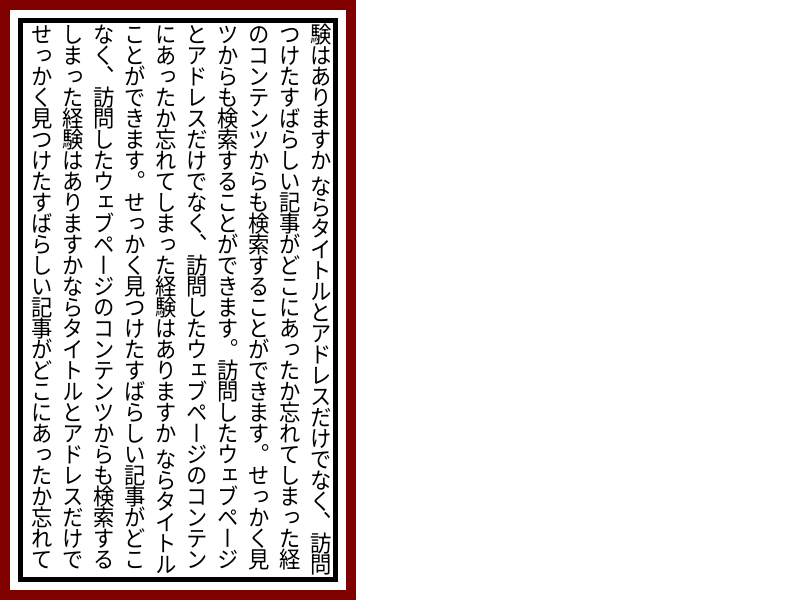 せっかく見つけたすばらしい記事がどこにあったか忘れて
しまった経験はありますかならタイトルとアドレスだけで
なく、訪問したウェブページのコンテンツからも検索する
ことができます。せっかく見つけたすばらしい記事がどこ
にあったか忘れてしまった経験はありますか ならタイトル
とアドレスだけでなく、訪問したウェブページのコンテン
ツからも検索することができます。訪問したウェブページ
のコンテンツからも検索することができます。せっかく見
つけたすばらしい記事がどこにあったか忘れてしまった経
験はありますか ならタイトルとアドレスだけでなく、訪問